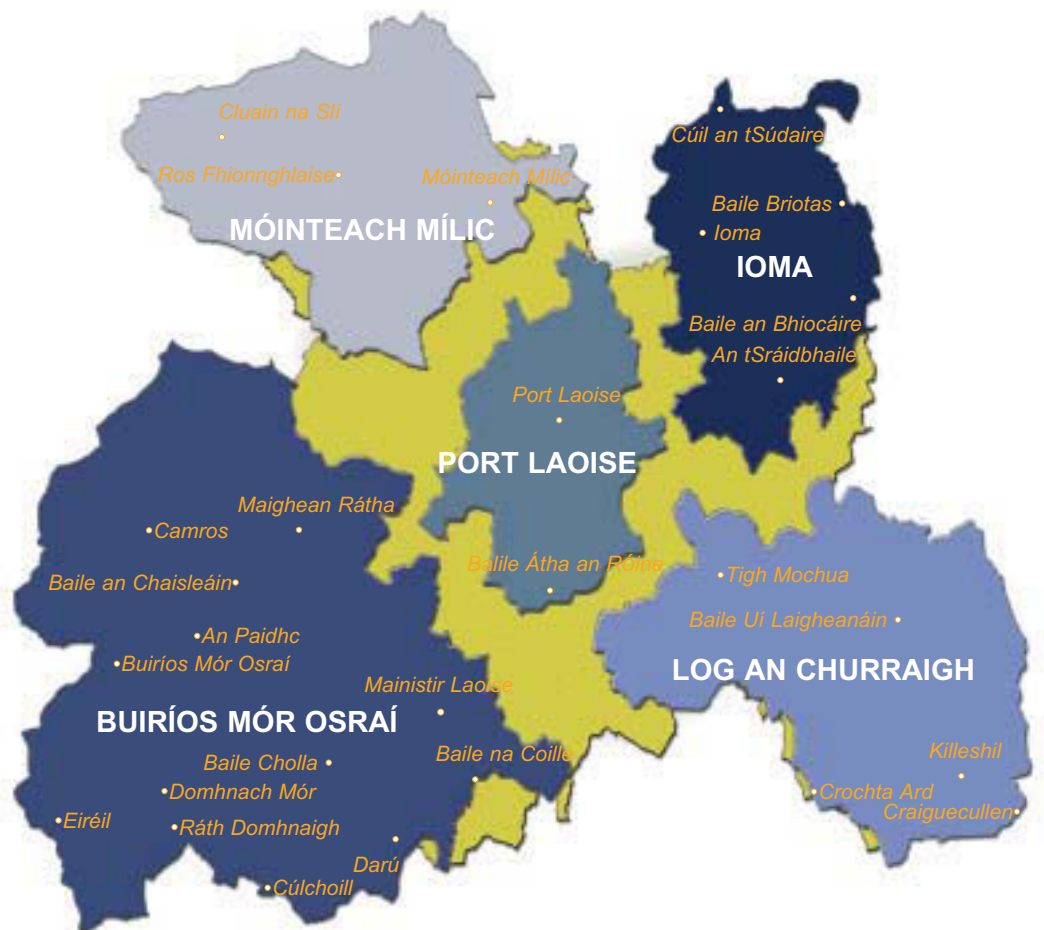 Cluain na Slí
Ros Fhionnghlaise
Móinteach Mílic
MÓINTEACH MÍLIC
Cúil an tSúdaire
Baile Briotas
Ioma
IOMA
Baile an Bhiocáire
An tSráidbhaile
Port Laoise
PORT LAOISE
Balile Átha an Róine
Maighean Rátha
Camros
Baile an Chaisleáin
An Paidhc
Buiríos Mór Osraí
Mainistir Laoise
BUIRÍOS MÓR OSRAÍ
Baile na Coille
Baile Cholla
Domhnach Mór
Eiréil
Ráth Domhnaigh
Darú
Cúlchoill
Tigh Mochua
Baile Uí Laigheanáin
LOG AN CHURRAIGH
Killeshil
Crochta Ard
Craiguecullen